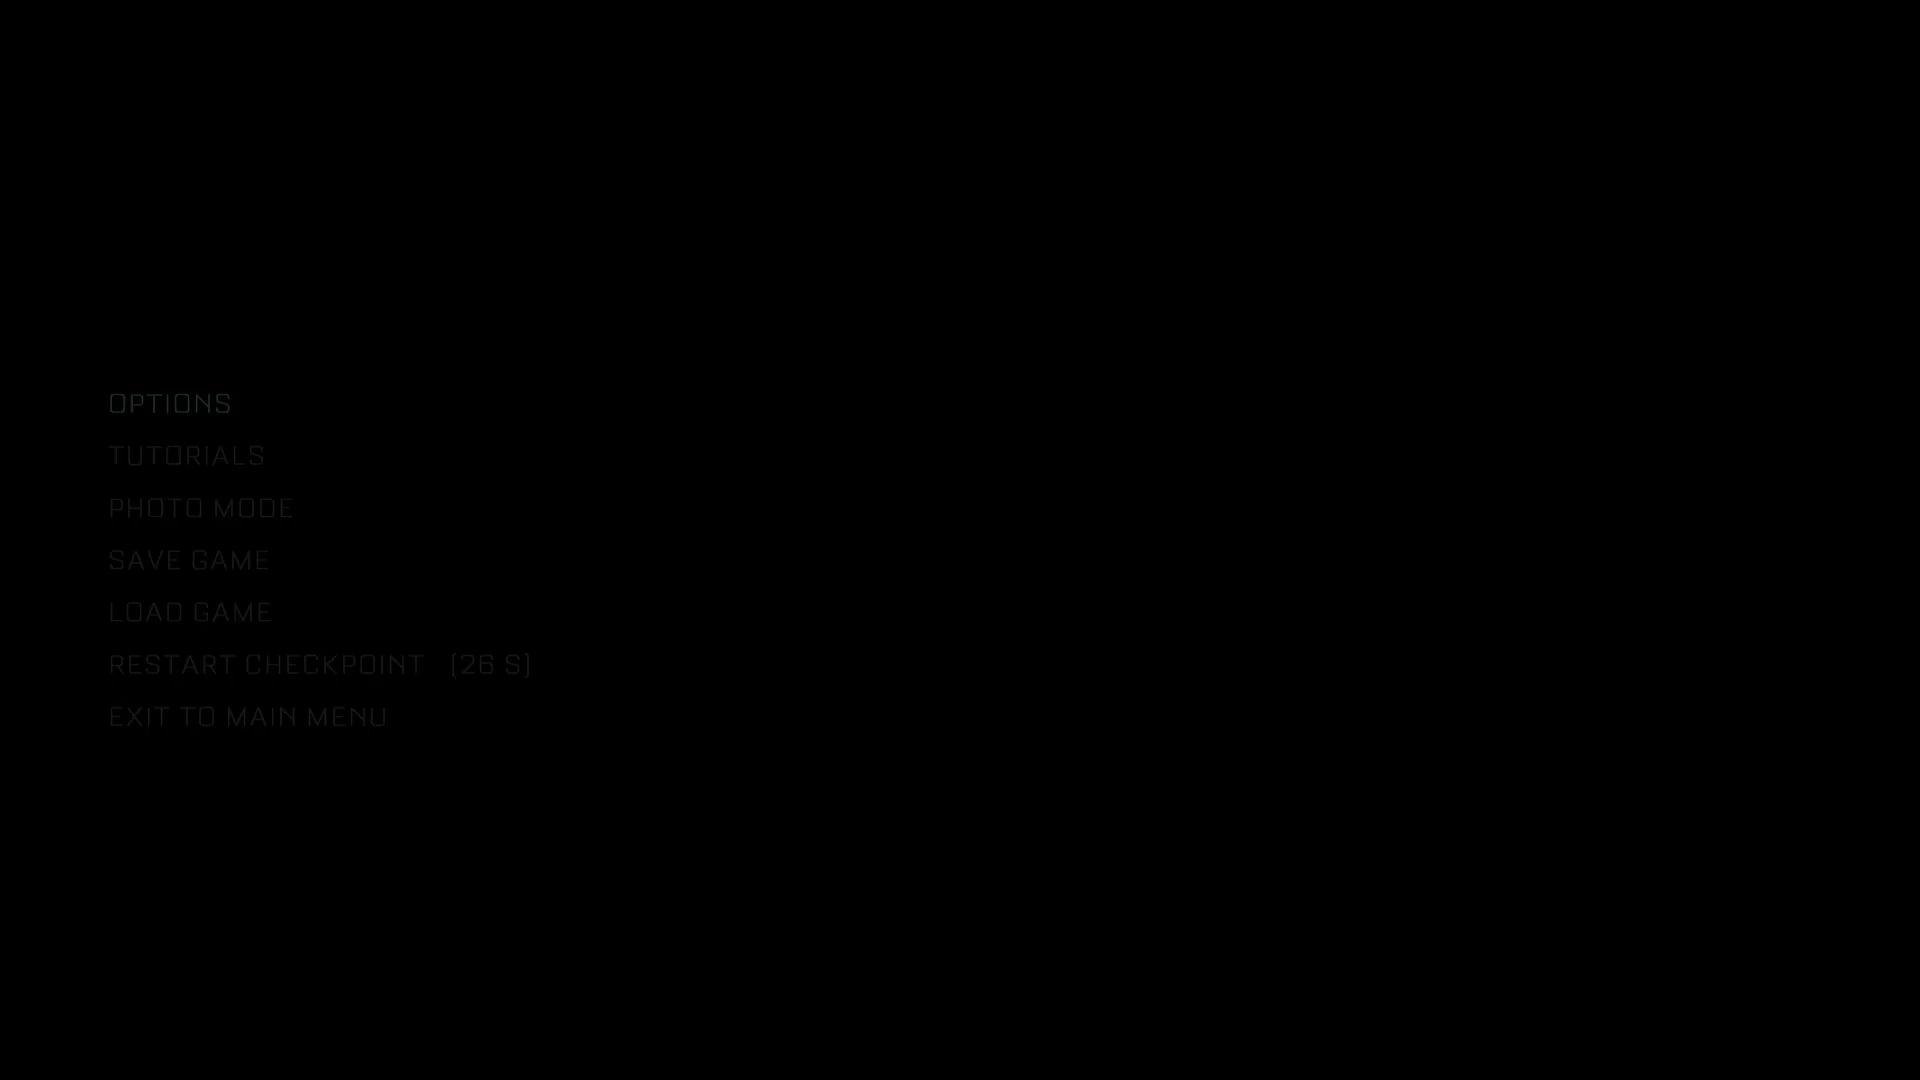 OPTIONS
TUTORIALS
PHOTO MODE
SAVE GAME
LOAD GAME
RESTART CHECKPOINT (26 S)
EXIT TO MAIN MENU